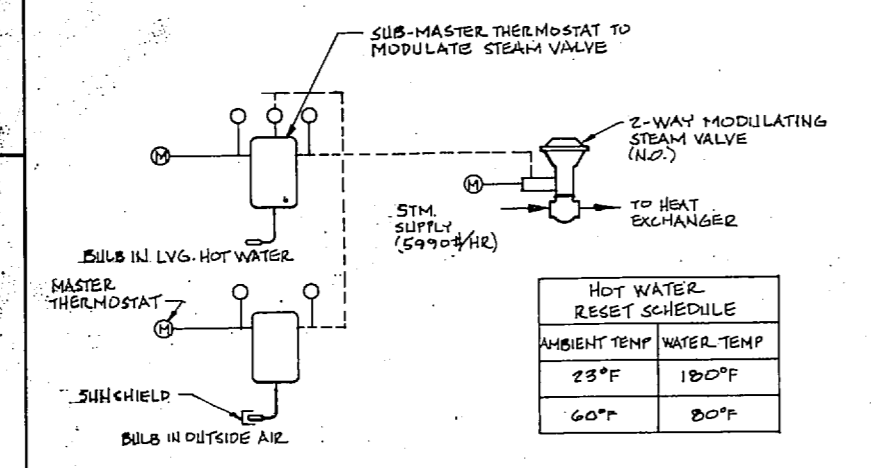 SUB-MASTER THERMOSTAT TO
MODULATE STEAM VALVE
2-WAY MODULATING
STEAM VALVE
(N.O.)
M
M
STM.
SUPPLY
(5990#/HR)
TO HEAT
EXCHANGER
BULB IN LVG. HOT WATER
MASTER
THERMOSTAT
M
SUNSHIELD
BULB IN OUTSIDE AIR
HOT WATER
RESET SCHEDULE
AMBIENT TEMP WATER TEMP
23°F 180°F
60°F 80°F